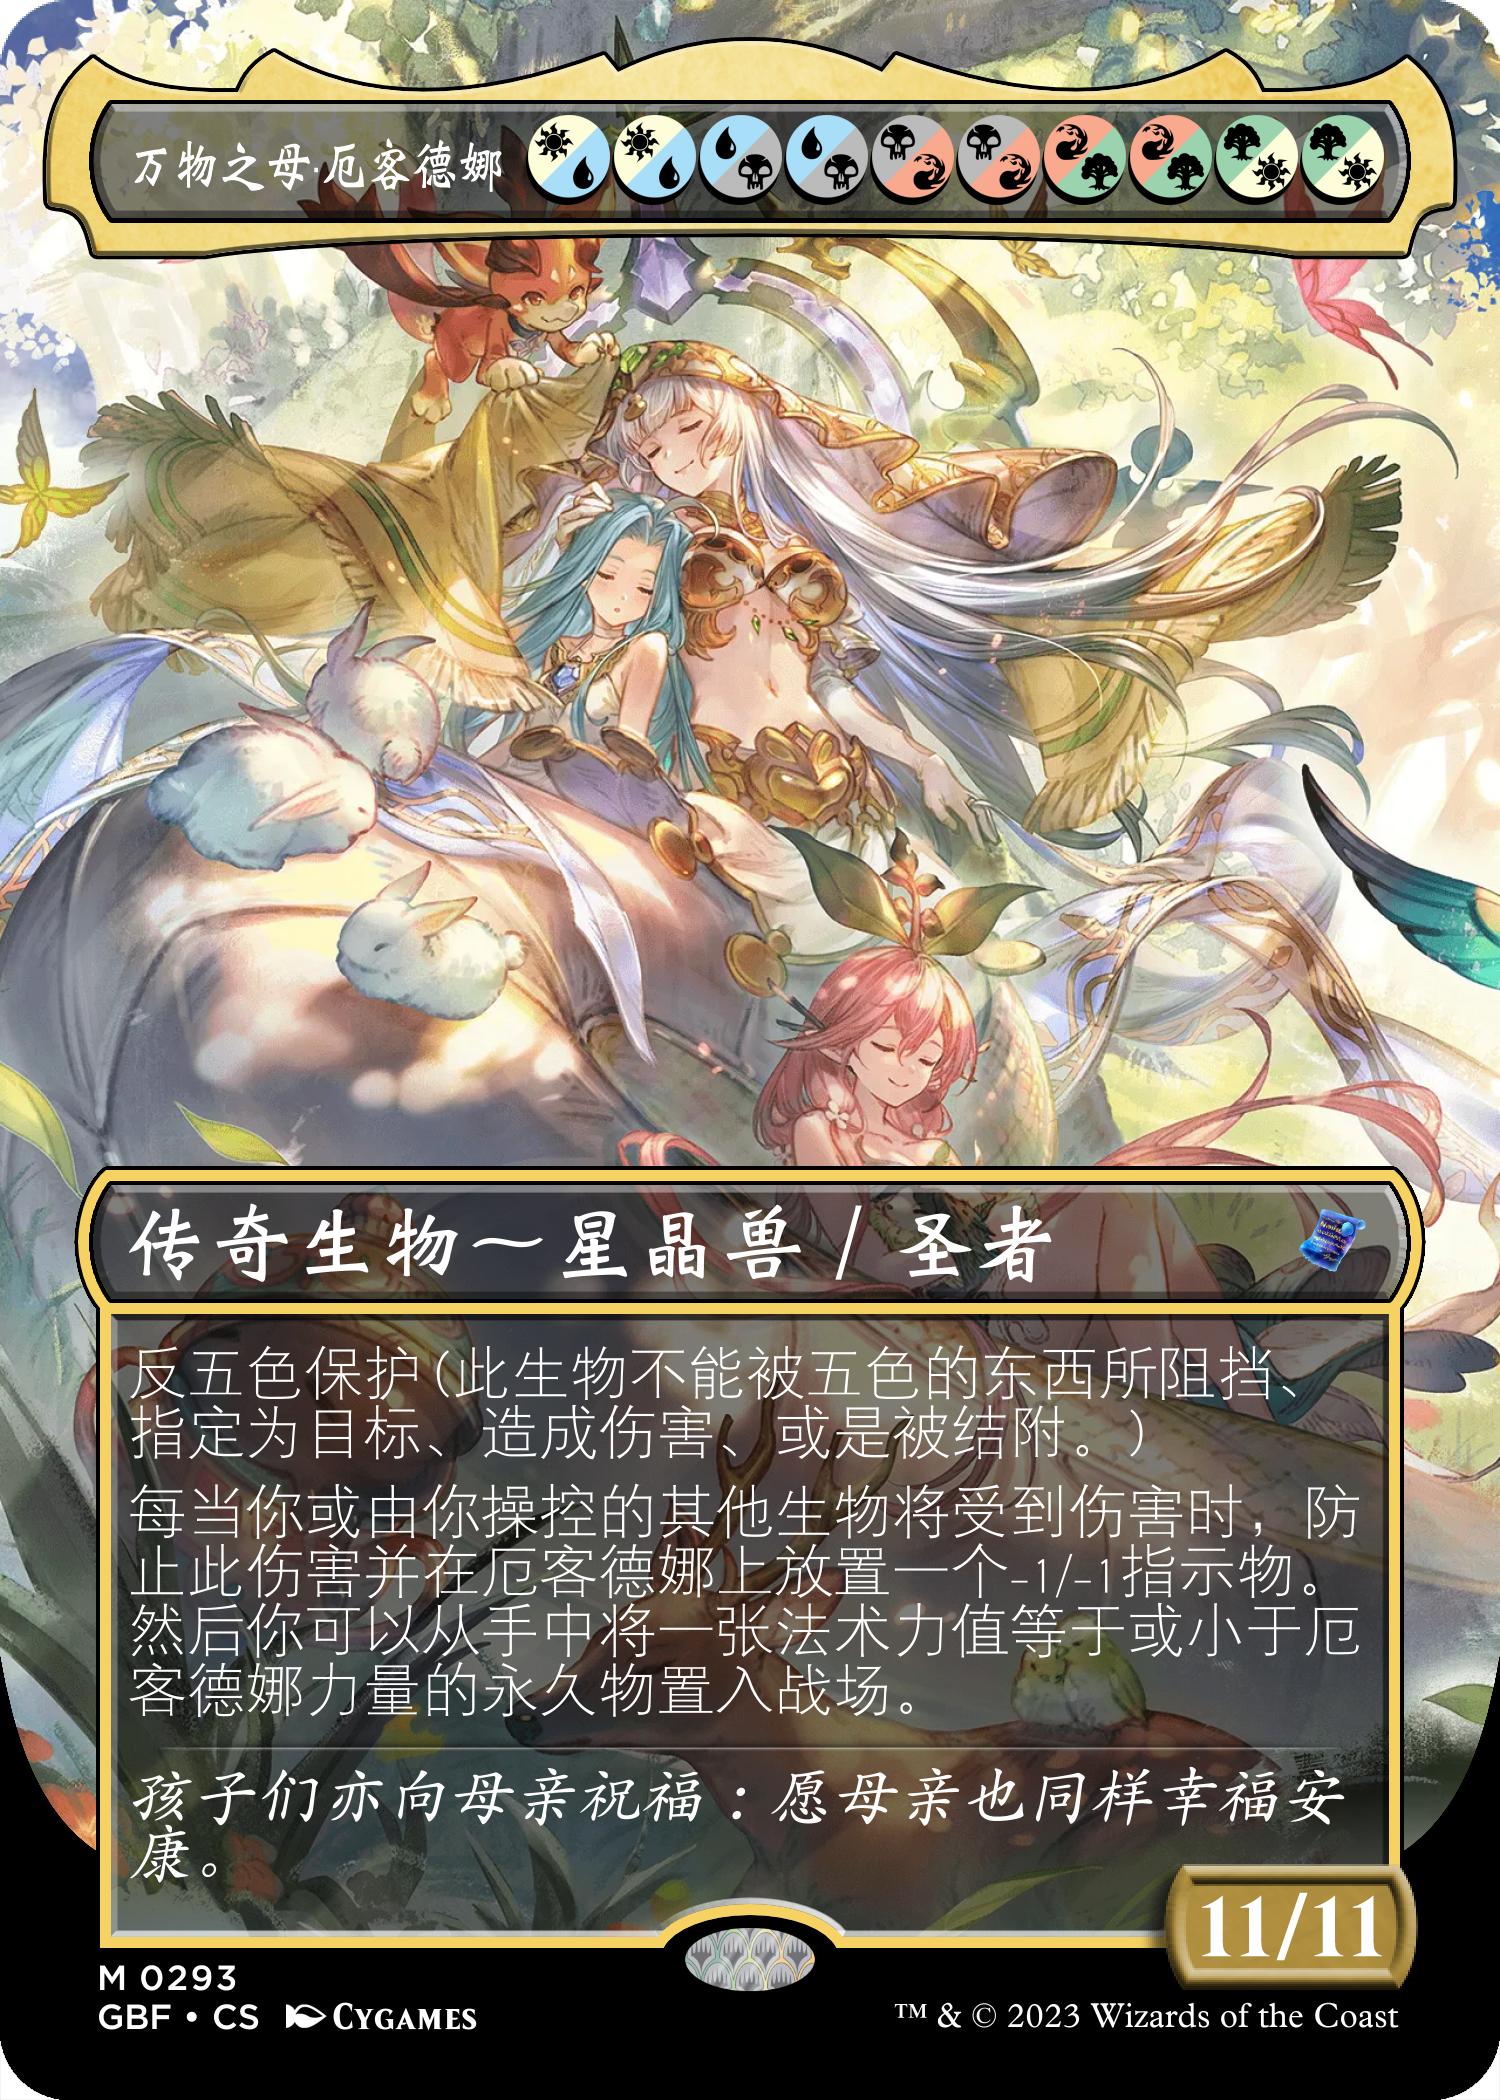 万物之母·厄客德娜
传奇生物～星晶兽／圣者
反五色保护(此生物不能被五色的东西所阻挡、
指定为目标、造成伤害、或是被结附。)
每当你或由你操控的其他生物将受到伤害时，防
止此伤害并在厄客德娜上放置一个-1/-1指示物。
然后你可以从手中将一张法术力值等于或小于厄
客德娜力量的永久物置入战场。
孩子们亦向母亲祝福：愿母亲也同样幸福安
康。
11/11
M 0293
GBF • CS CYGAMES
™ & © 2023 Wizards of the Coast